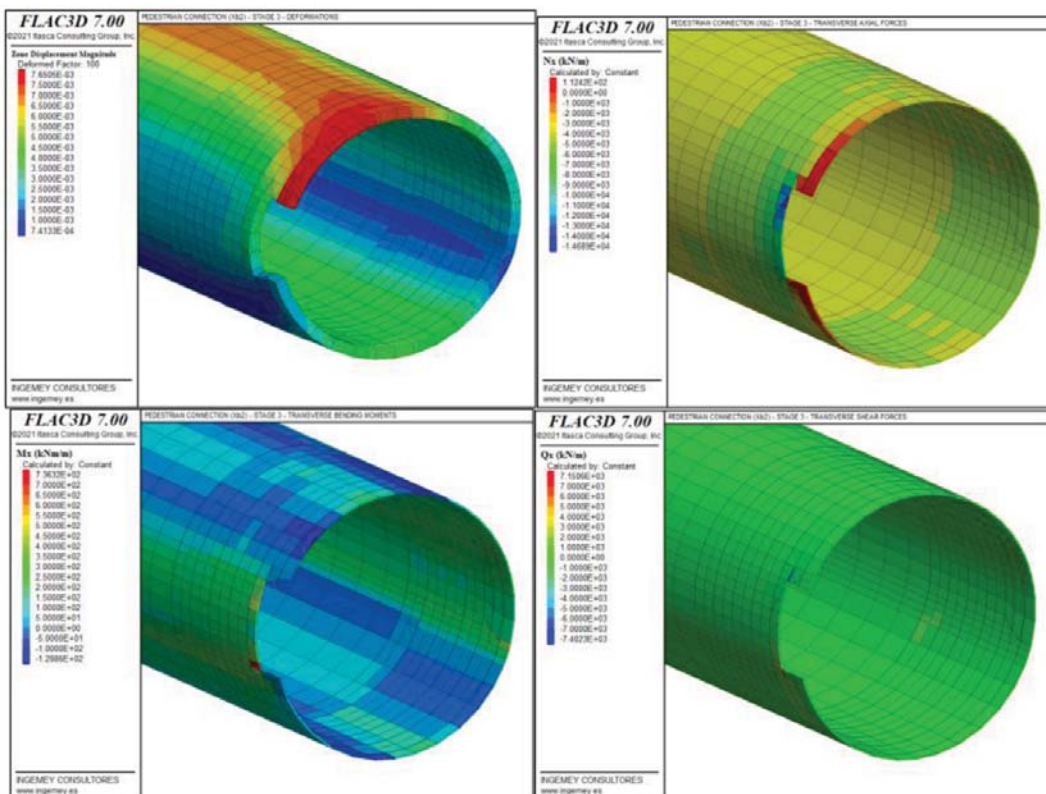 FLAC3D 7.00
©2021 Itasca Consulting Group, Inc.
Zone Displacement Magnitude
Deformed Factor: 100
7.6505E-03
7.5000E-03
7.0000E-03
6.5000E-03
6.0000E-03
5.5000E-03
5.0000E-03
4.5000E-03
4.0000E-03
3.5000E-03
3.0000E-03
2.5000E-03
2.0000E-03
1.5000E-03
1.0000E-03
7.4133E-04
INGEMEY CONSULTORES
www.ingemey.es
PEDESTRIAN CONNECTION (Xb2) - STAGE 3 - DEFORMATIONS
FLAC3D 7.00
©2021 Itasca Consulting Group, Inc.
Nx (kN/m)
Calculated by: Constant
1.1242E+02
0.0000E+00
-1.0000E+03
-2.0000E+03
-3.0000E+03
-4.0000E+03
-5.0000E+03
-6.0000E+03
-7.0000E+03
-8.0000E+03
-9.0000E+03
-1.0000E+04
-1.1000E+04
-1.2000E+04
-1.3000E+04
-1.4000E+04
-1.4689E+04
INGEMEY CONSULTORES
www.ingemey.es
PEDESTRIAN CONNECTION (Xb2) - STAGE 3 - TRANSVERSE AXIAL FORCES
FLAC3D 7.00
©2021 Itasca Consulting Group, Inc.
Mx (kNm/m)
Calculated by: Constant
7.3632E+02
7.0000E+02
6.5000E+02
6.0000E+02
5.5000E+02
5.0000E+02
4.5000E+02
4.0000E+02
3.5000E+02
3.0000E+02
2.5000E+02
2.0000E+02
1.5000E+02
1.0000E+02
5.0000E+01
0.0000E+00
-5.0000E+01
-1.0000E+02
INGEMEY CONSULTORES
www.ingemey.es
PEDESTRIAN CONNECTION (Xb2) - STAGE 3 - TRANSVERSE BENDING MOMENTS
FLAC3D 7.00
©2021 Itasca Consulting Group, Inc.
Qx (kN/m)
Calculated by: Constant
7.1506E+03
7.0000E+03
6.0000E+03
5.0000E+03
4.0000E+03
3.0000E+03
2.0000E+03
1.0000E+03
0.0000E+00
-1.0000E+03
-2.0000E+03
-3.0000E+03
-4.0000E+03
-5.0000E+03
-6.0000E+03
-7.0000E+03
-7.4023E+03
INGEMEY CONSULTORES
www.ingemey.es
PEDESTRIAN CONNECTION (Xb2) - STAGE 3 - TRANSVERSE SHEAR FORCES